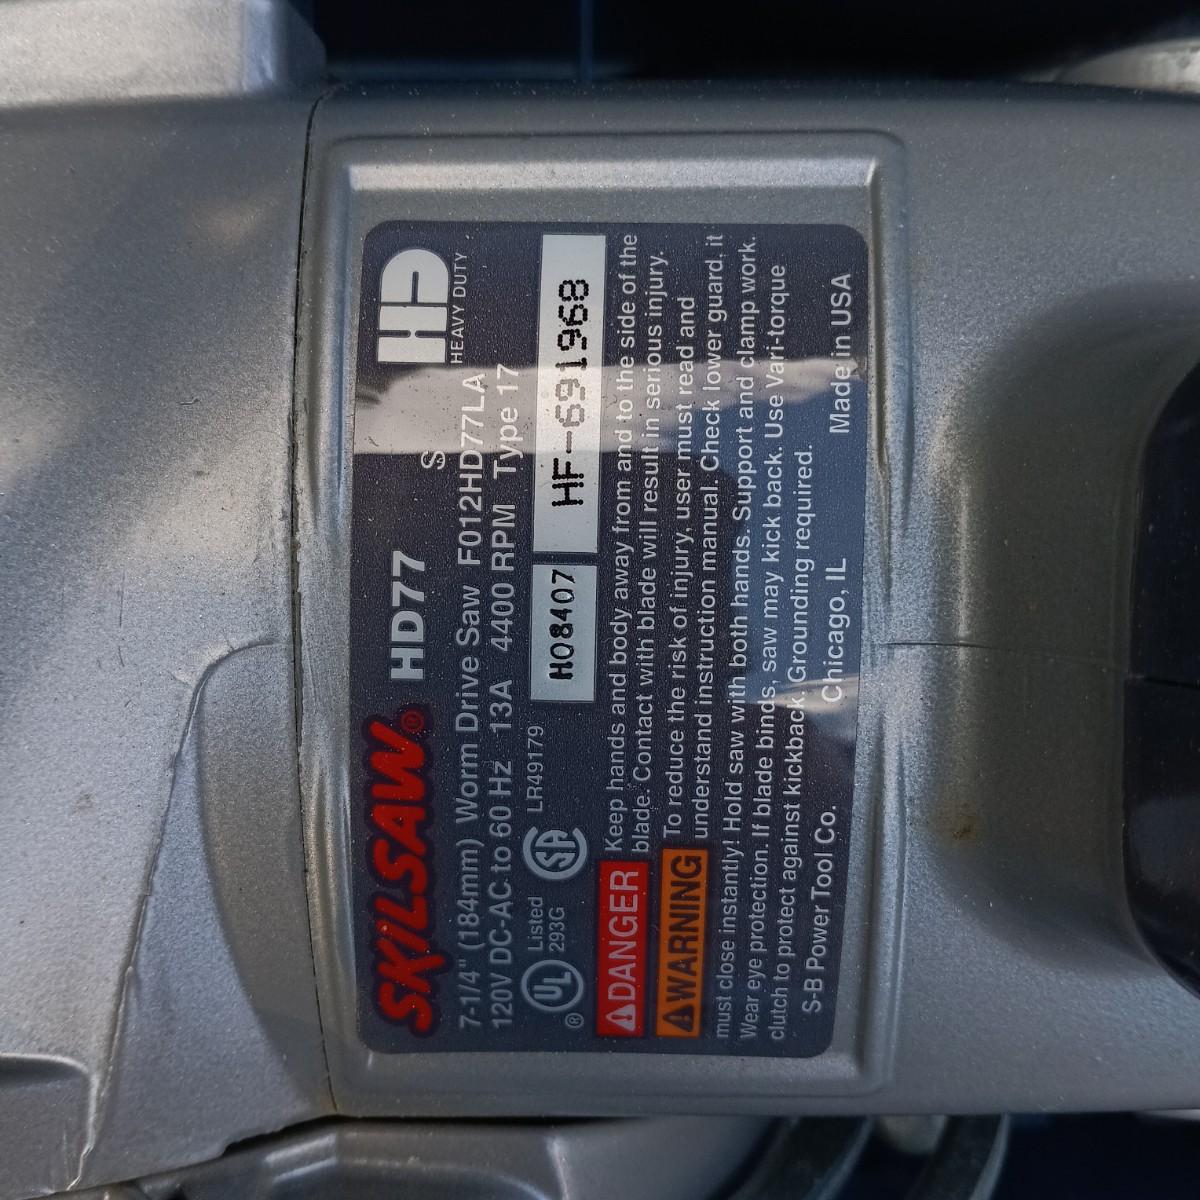 SKILSAW® HD77
HD
HEAVY DUTY
S
7-1/4" (184mm) Worm Drive Saw F012HD77LA
120V DC-AC to 60 Hz 13A 4400 RPM Type 17
UL ® Listed 293G
SA LR49179
H08407
HF-691968
DANGER Keep hands and body away from and to the side of the
blade. Contact with blade will result in serious injury.
WARNING To reduce the risk of injury, user must read and
understand instruction manual. Check lower guard, it
must close instantly! Hold saw with both hands. Support and clamp work.
Wear eye protection. If blade binds, saw may kick back. Use Vari-torque
clutch to protect against kickback. Grounding required.
S-B Power Tool Co. Chicago, IL Made in USA